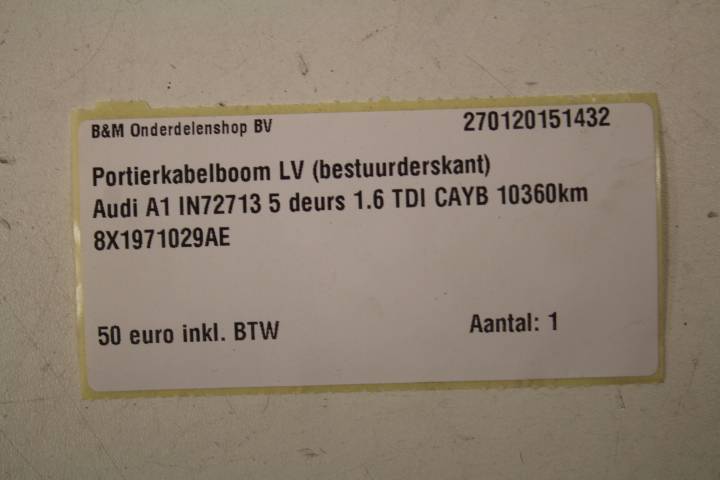 B&M Onderdelenshop BV 270120151432
Portierkabelboom LV (bestuurderskant)
Audi A1 IN72713 5 deurs 1.6 TDI CAYB 10360km
8X1971029AE
50 euro inkl. BTW Aantal: 1